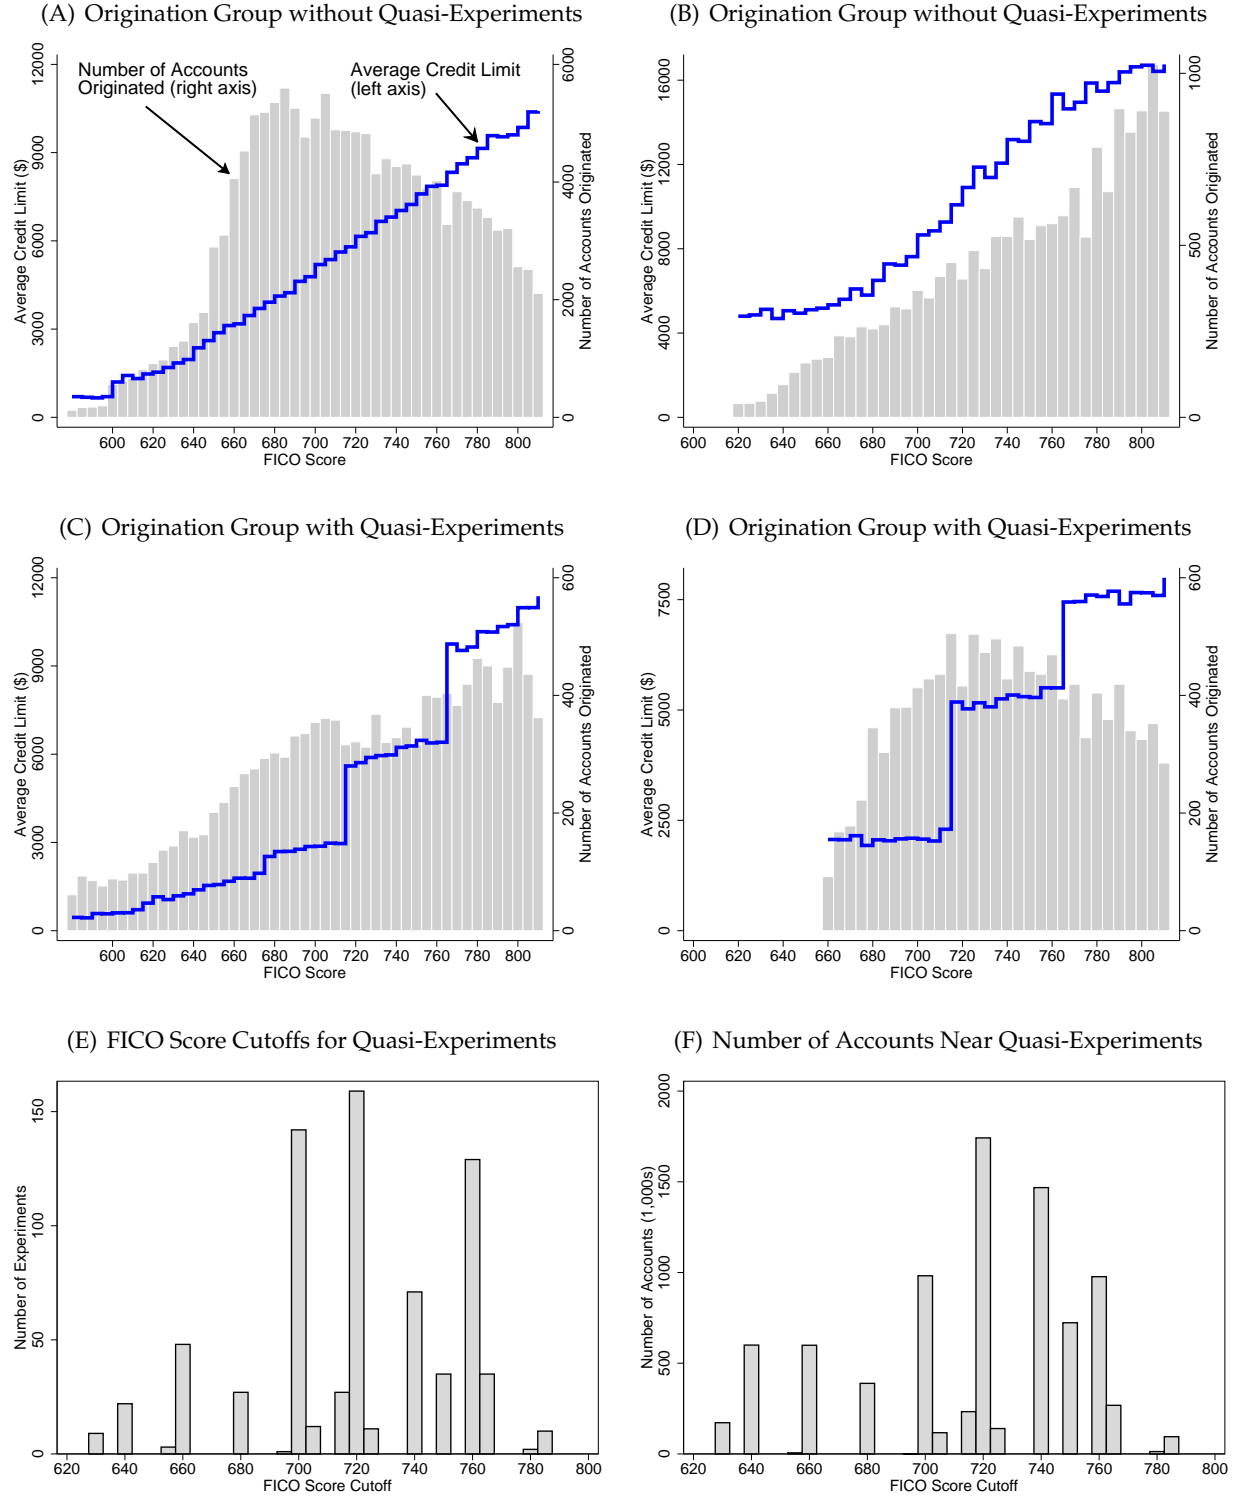 (A) Origination Group without Quasi-Experiments
Number of Accounts
Originated (right axis)
Average Credit Limit
(left axis)
Average Credit Limit ($)
0 3000 6000 9000 12000
Number of Accounts Originated
0 2000 4000 6000
600 620 640 660 680 700 720 740 760 780 800
FICO Score
(B) Origination Group without Quasi-Experiments
Average Credit Limit ($)
0 4000 8000 12000 16000
Number of Accounts Originated
0 500 1000
600 620 640 660 680 700 720 740 760 780 800
FICO Score
(C) Origination Group with Quasi-Experiments
Average Credit Limit ($)
0 3000 6000 9000 12000
Number of Accounts Originated
0 200 400 600
600 620 640 660 680 700 720 740 760 780 800
FICO Score
(D) Origination Group with Quasi-Experiments
Average Credit Limit ($)
0 2500 5000 7500
Number of Accounts Originated
0 200 400 600
600 620 640 660 680 700 720 740 760 780 800
FICO Score
(E) FICO Score Cutoffs for Quasi-Experiments
Number of Experiments
0 50 100 150
620 640 660 680 700 720 740 760 780 800
FICO Score Cutoff
(F) Number of Accounts Near Quasi-Experiments
Number of Accounts (1,000s)
0 500 1000 1500 2000
620 640 660 680 700 720 740 760 780 800
FICO Score Cutoff